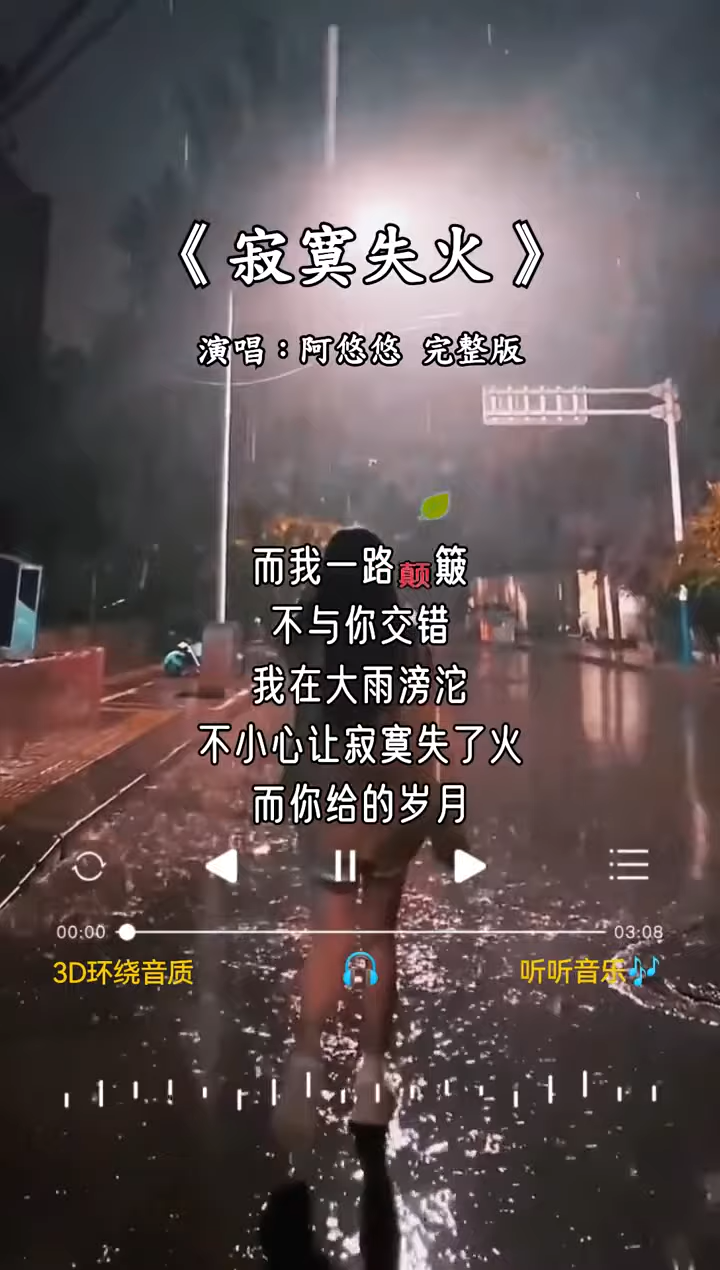 《寂寞失火》
演唱：阿悠悠 完整版
而我一路颠簸
不与你交错
我在大雨滂沱
不小心让寂寞失了火
而你给的岁月
00:00 03:08
3D环绕音质 听听音乐